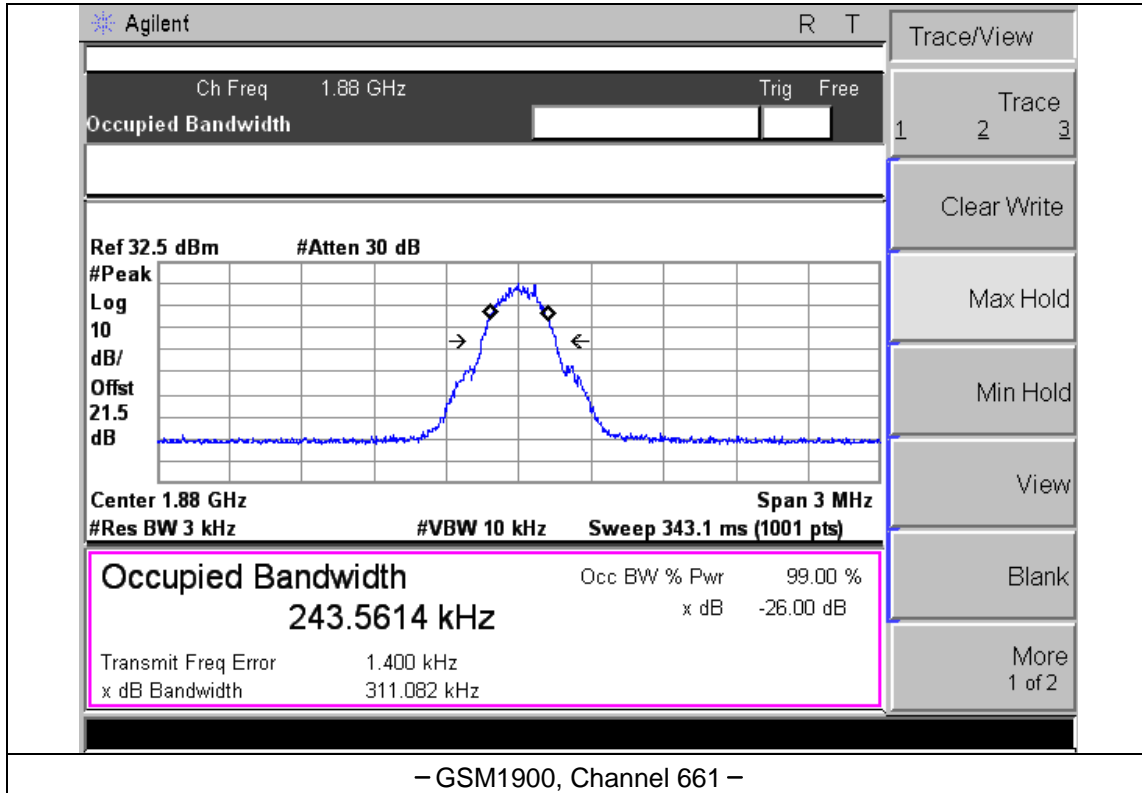 Agilent R T
Ch Freq 1.88 GHz Trig Free
Occupied Bandwidth
Ref 32.5 dBm #Atten 30 dB
#Peak
Log
10
dB/
Offst
21.5
dB
Center 1.88 GHz Span 3 MHz
#Res BW 3 kHz #VBW 10 kHz Sweep 343.1 ms (1001 pts)
Occupied Bandwidth
243.5614 kHz
Occ BW % Pwr 99.00 %
x dB -26.00 dB
Transmit Freq Error 1.400 kHz
x dB Bandwidth 311.082 kHz
Trace/View
Trace
1 2 3
Clear Write
Max Hold
Min Hold
View
Blank
More
1 of 2
–GSM1900, Channel 661–